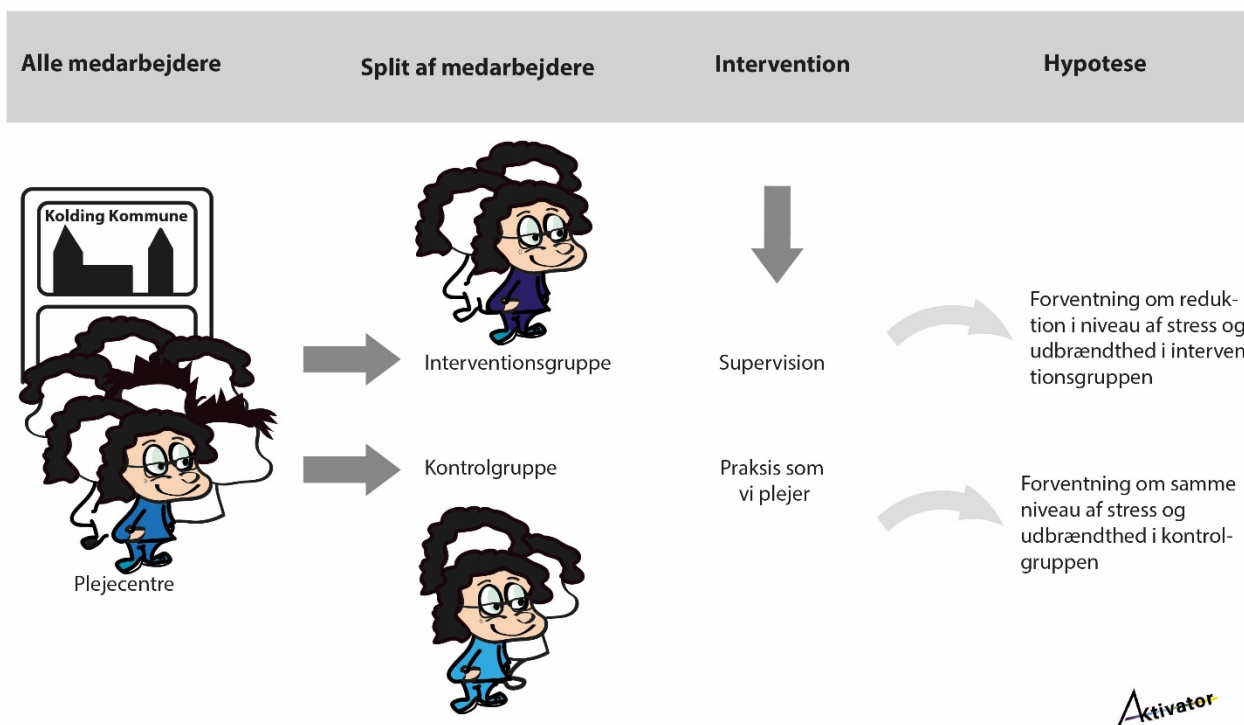 Alle medarbejdere
Split af medarbejdere
Intervention
Hypotese
Kolding Kommune
Plejecentre
Interventionsgruppe
Kontrolgruppe
Supervision
Praksis som
vi plejer
Forventning om reduk-
tion i niveau af stress og
udbrændthed i interven
tionsgruppen
Forventning om samme
niveau af stress og
udbrændthed i kontrol-
gruppen
Aktivator